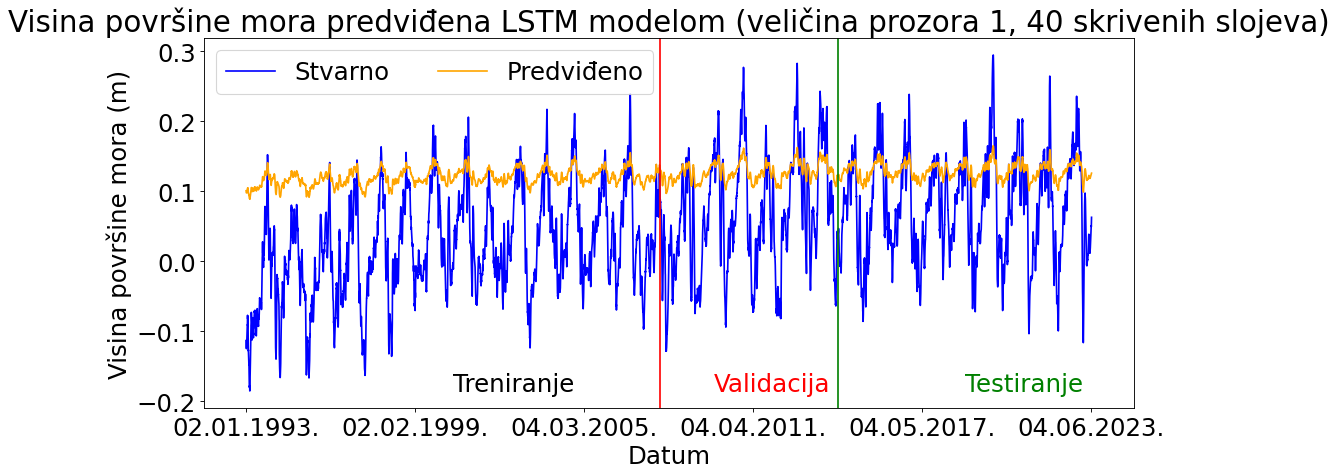 Visina površine mora predviđena LSTM modelom (veličina prozora 1, 40 skrivenih slojeva)
Stvarno Predviđeno
Visina površine mora (m)
0.3
0.2
0.1
0.0
−0.1
−0.2
Treniranje Validacija Testiranje
02.01.1993. 02.02.1999. 04.03.2005. 04.04.2011. 04.05.2017. 04.06.2023.
Datum